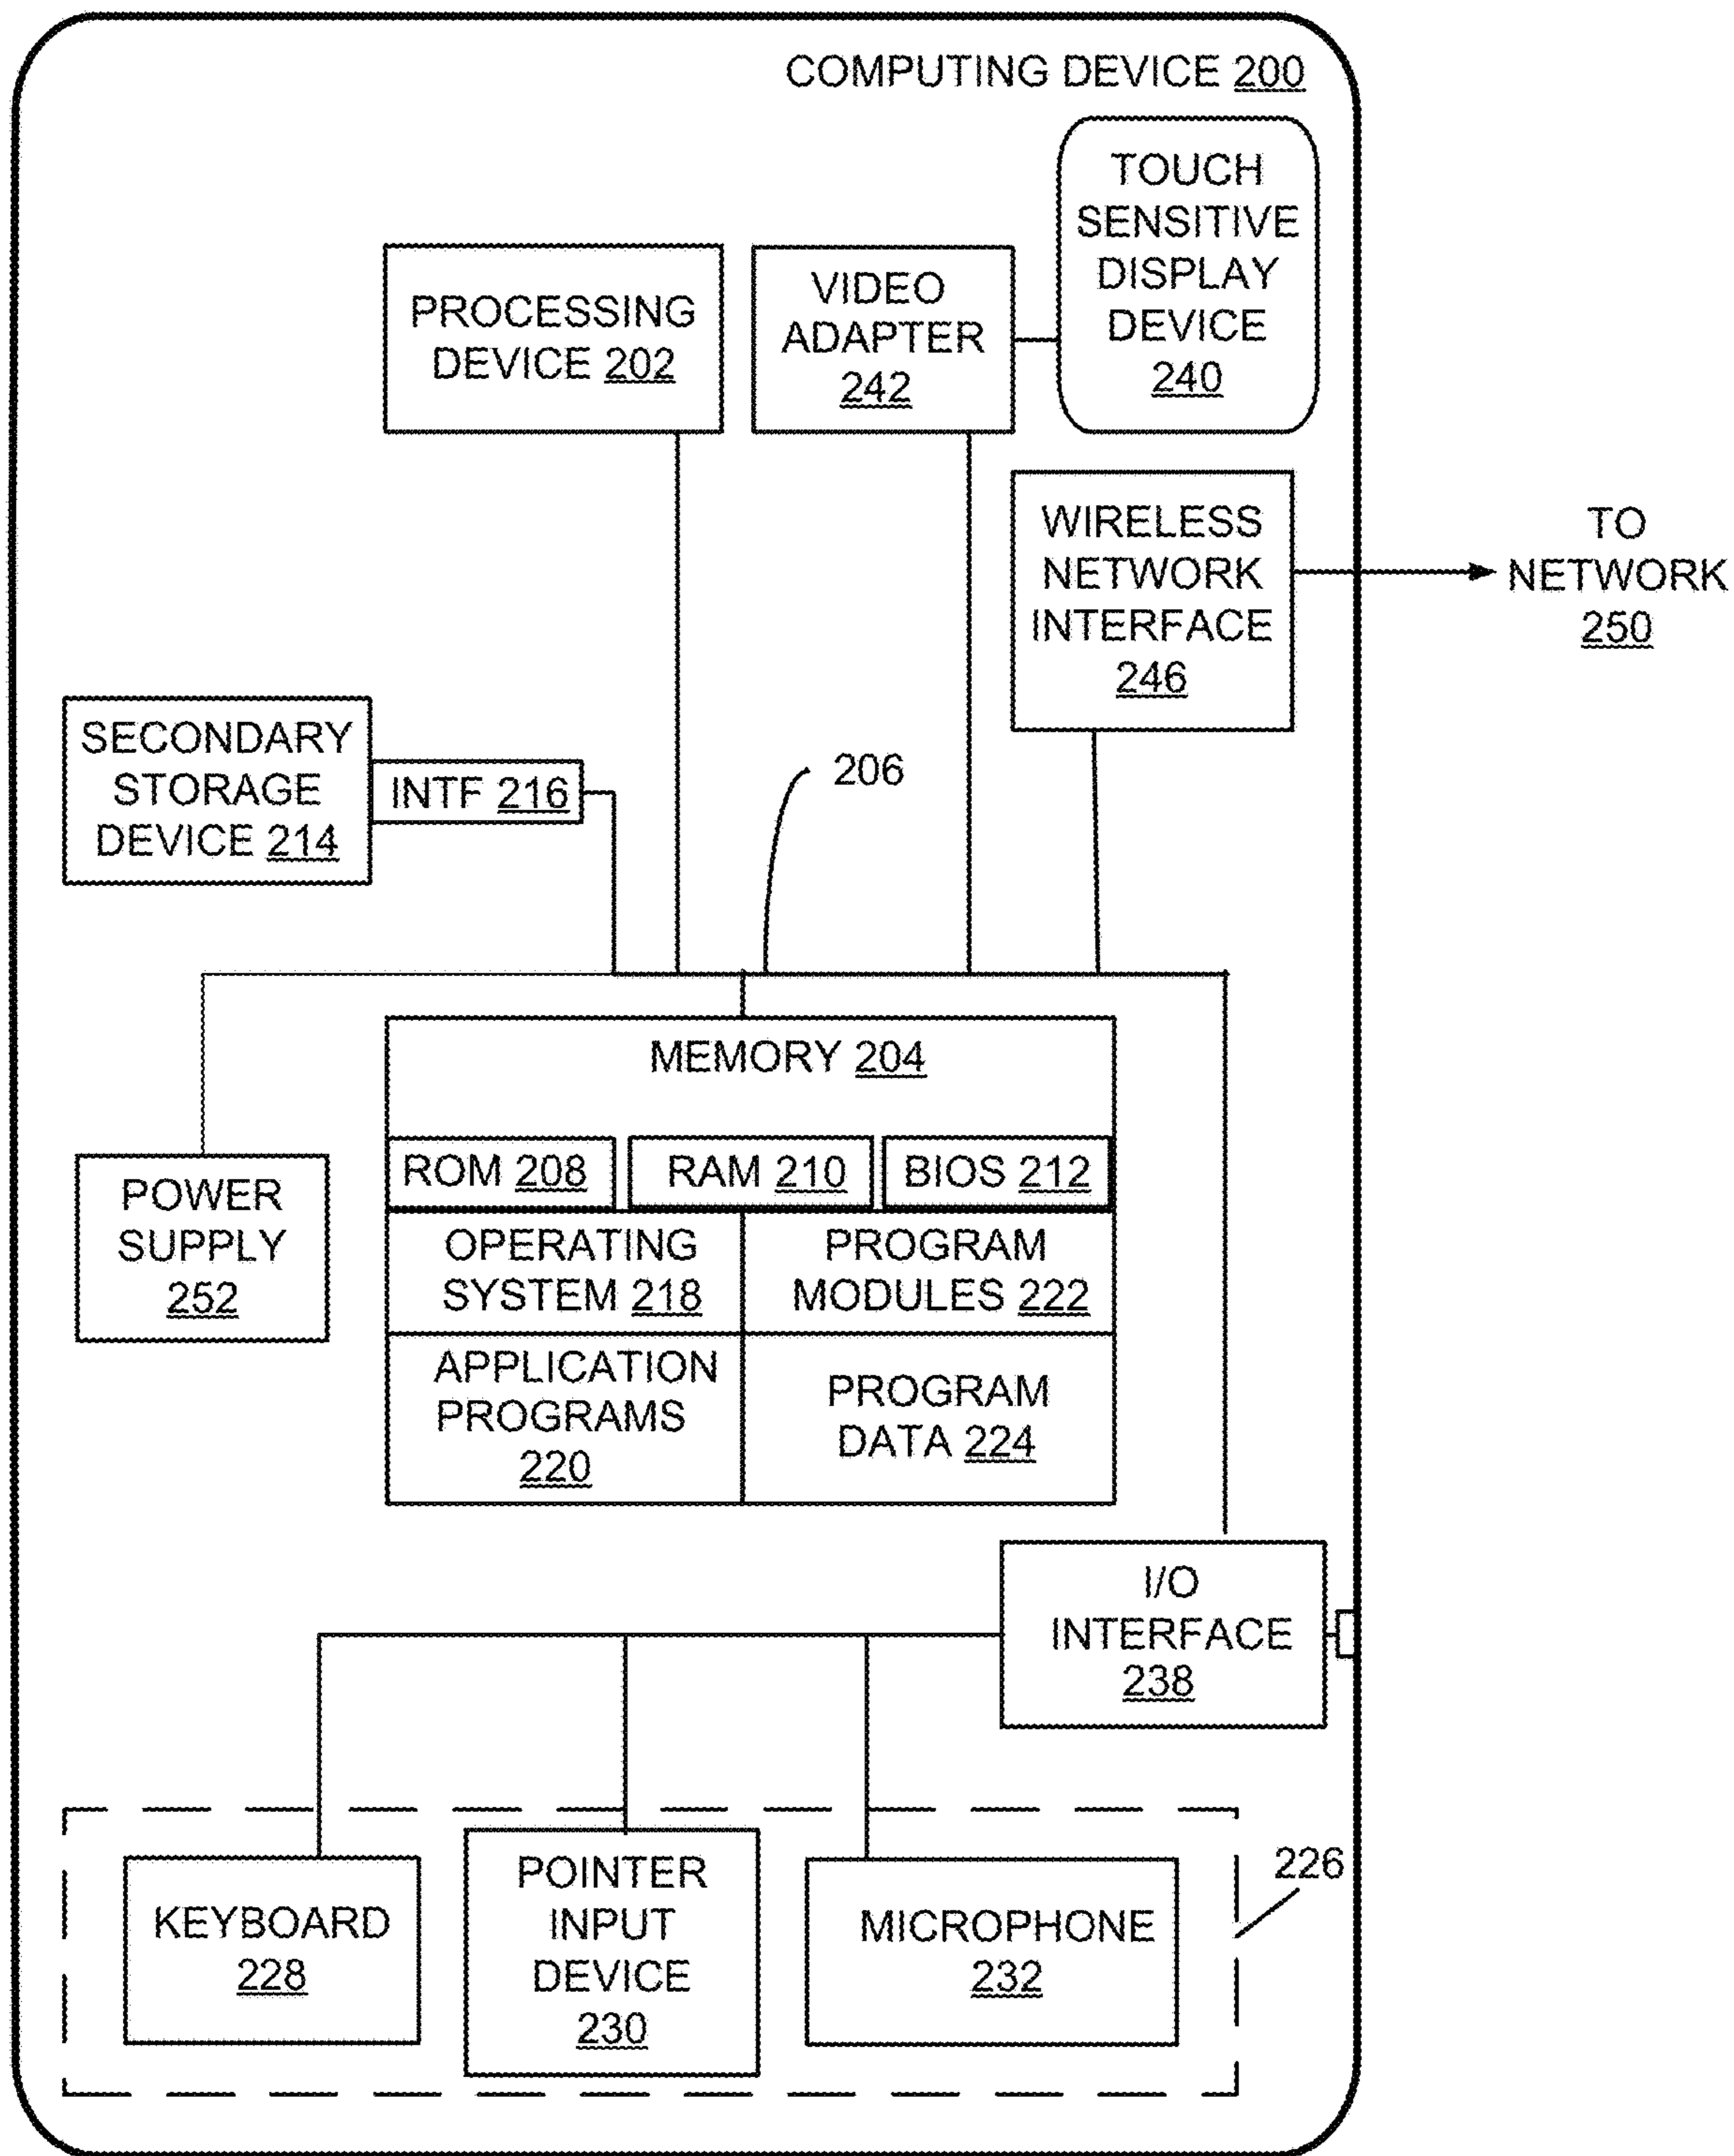 COMPUTING DEVICE 200
TOUCH
SENSITIVE
DISPLAY
DEVICE
240
PROCESSING
DEVICE 202
VIDEO
ADAPTER
242
WIRELESS
NETWORK
INTERFACE
246
TO
NETWORK
250
SECONDARY
STORAGE
DEVICE 214
INTF 216
206
MEMORY 204
ROM 208
RAM 210
BIOS 212
POWER
SUPPLY
252
OPERATING
SYSTEM 218
PROGRAM
MODULES 222
APPLICATION
PROGRAMS
220
PROGRAM
DATA 224
I/O
INTERFACE
238
226
KEYBOARD
228
POINTER
INPUT
DEVICE
230
MICROPHONE
232